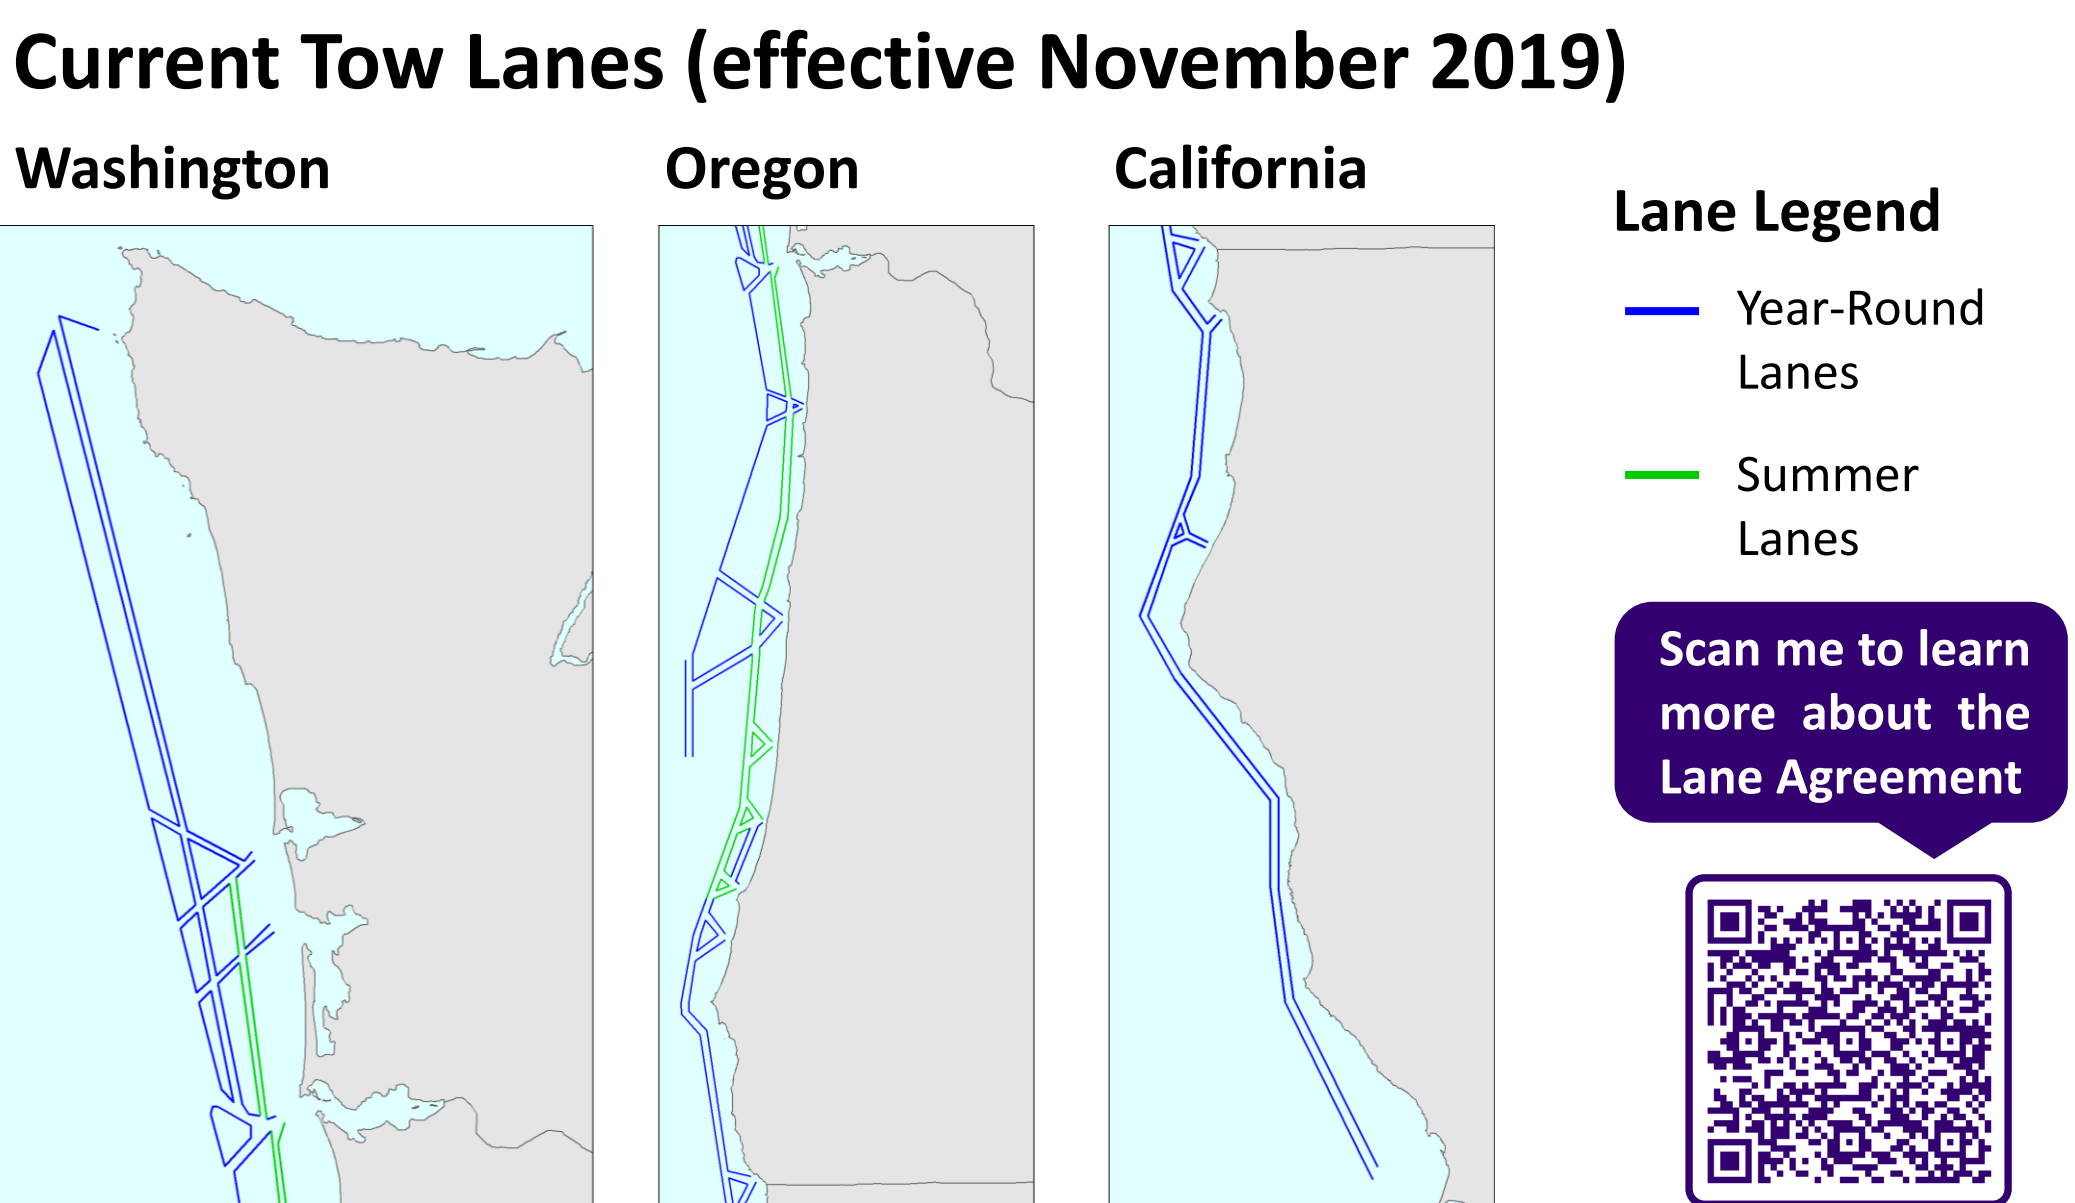 Current Tow Lanes (effective November 2019)
Washington
Oregon
California
Lane Legend
Year-Round
Lanes
Summer
Lanes
Scan me to learn
more about the
Lane Agreement